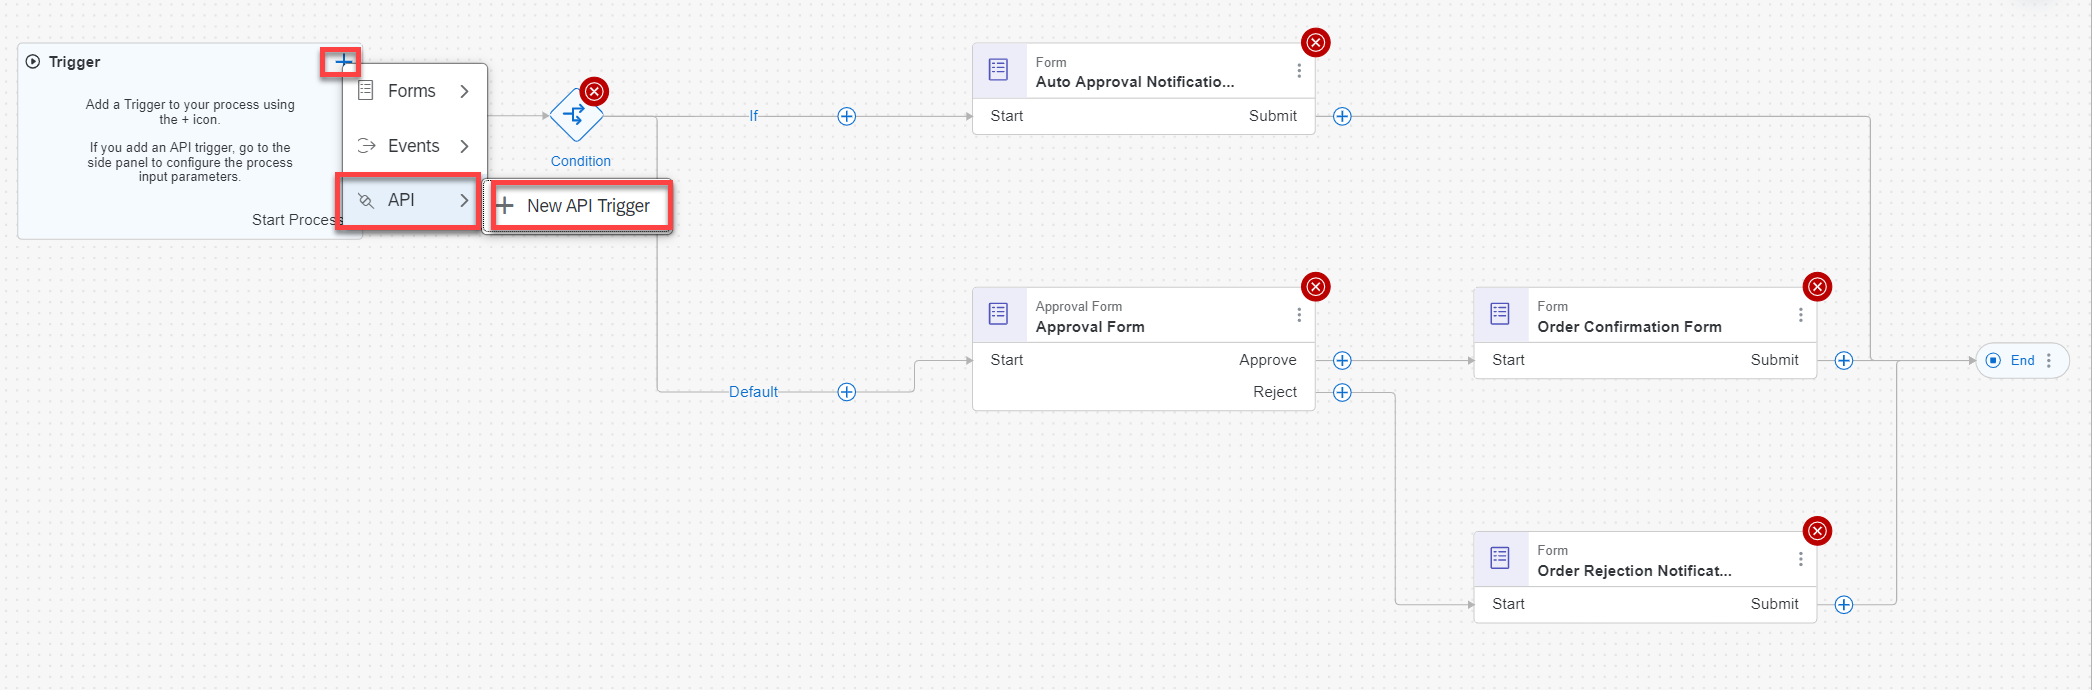 Trigger
Add a Trigger to your process using
the + icon.
If you add an API trigger, go to the
side panel to configure the process
input parameters.
Start Process
Forms
Events
API
New API Trigger
Condition
If
Default
Form
Auto Approval Notificatio...
Start
Submit
Approval Form
Approval Form
Start
Approve
Reject
Form
Order Confirmation Form
Start
Submit
Form
Order Rejection Notificat...
Start
Submit
End